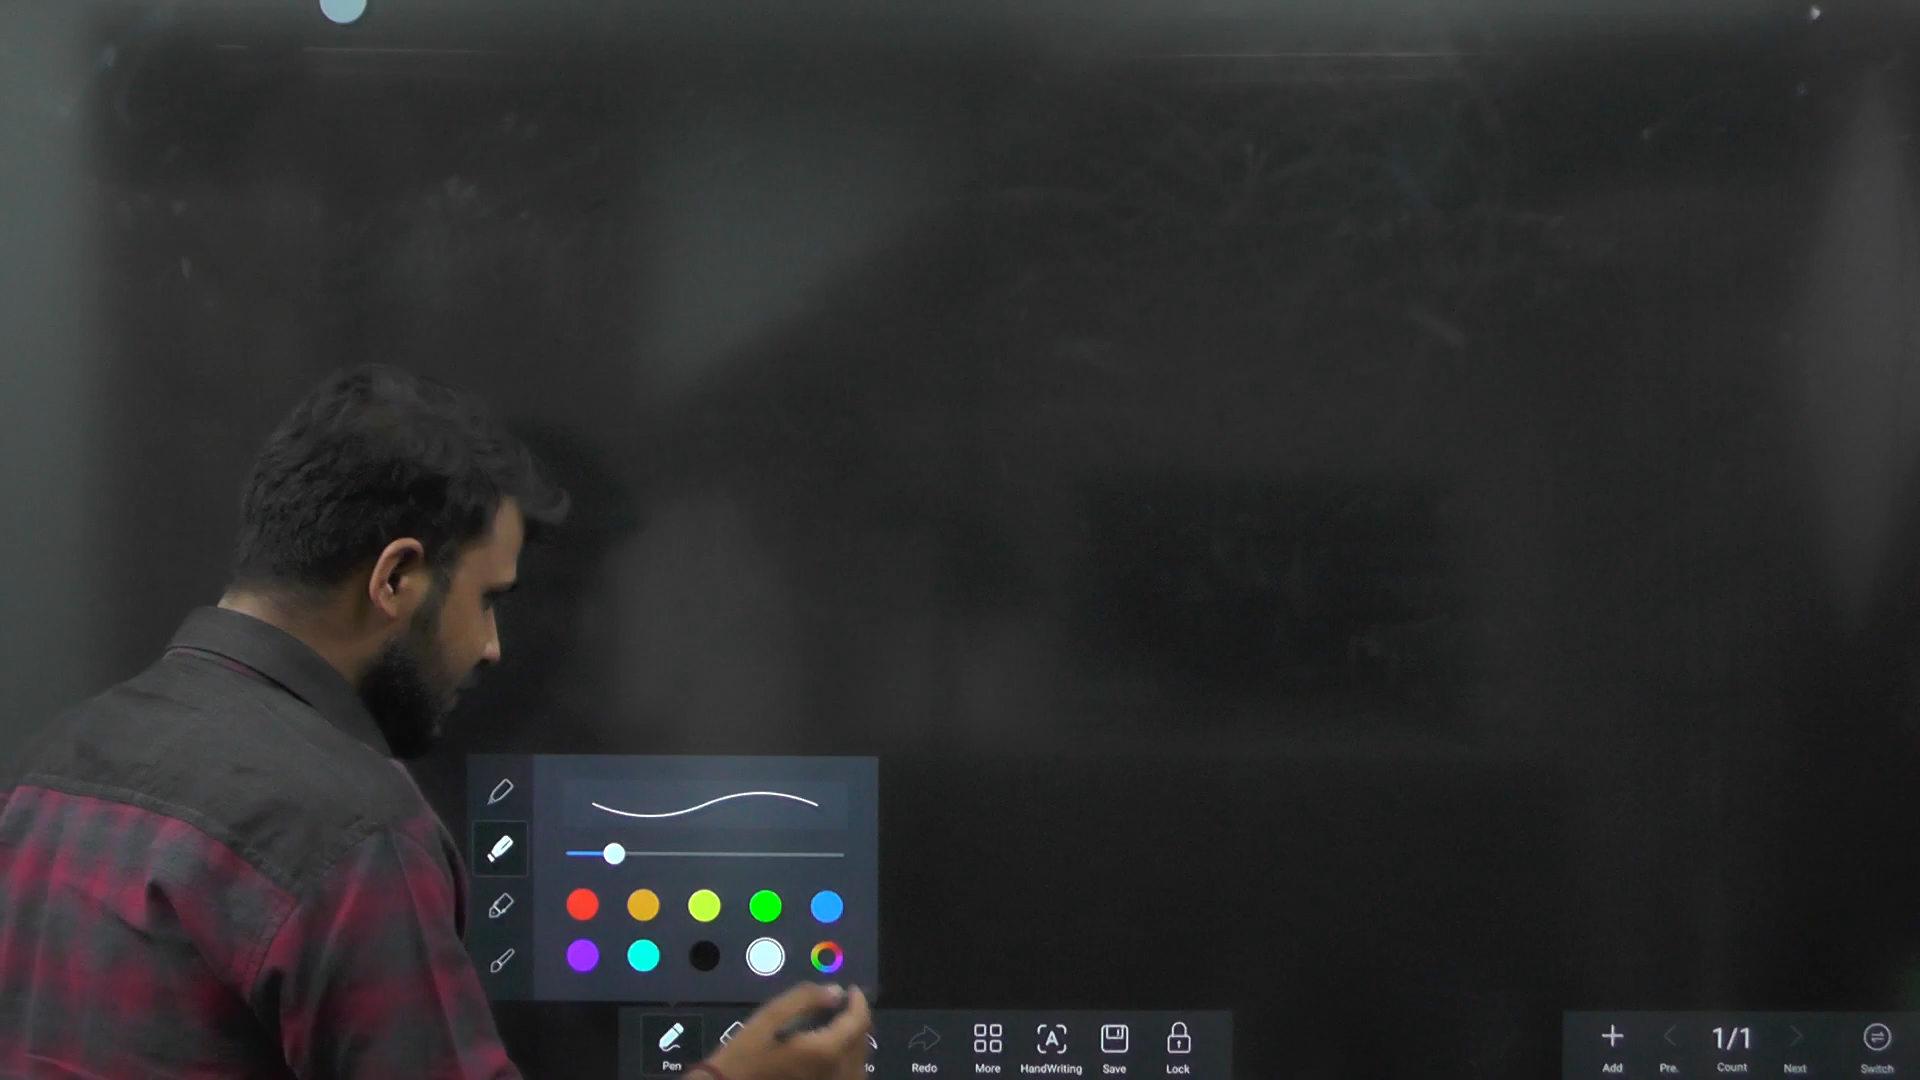 Pen
Redo
More
HandWriting
Save
Lock
Add
Pre.
1/1
Count
Next
Switch